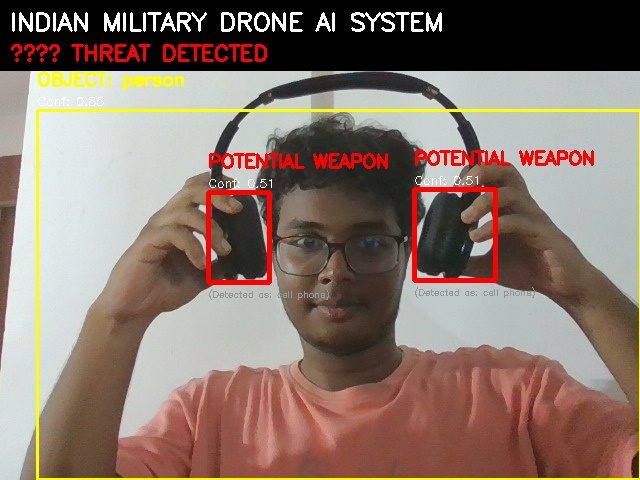 INDIAN MILITARY DRONE AI SYSTEM
???? THREAT DETECTED
OBJECT: person
Conf: 0.85
POTENTIAL WEAPON
Conf: 0.51
(Detected as: cell phone)
POTENTIAL WEAPON
Conf: 0.51
(Detected as: cell phone)